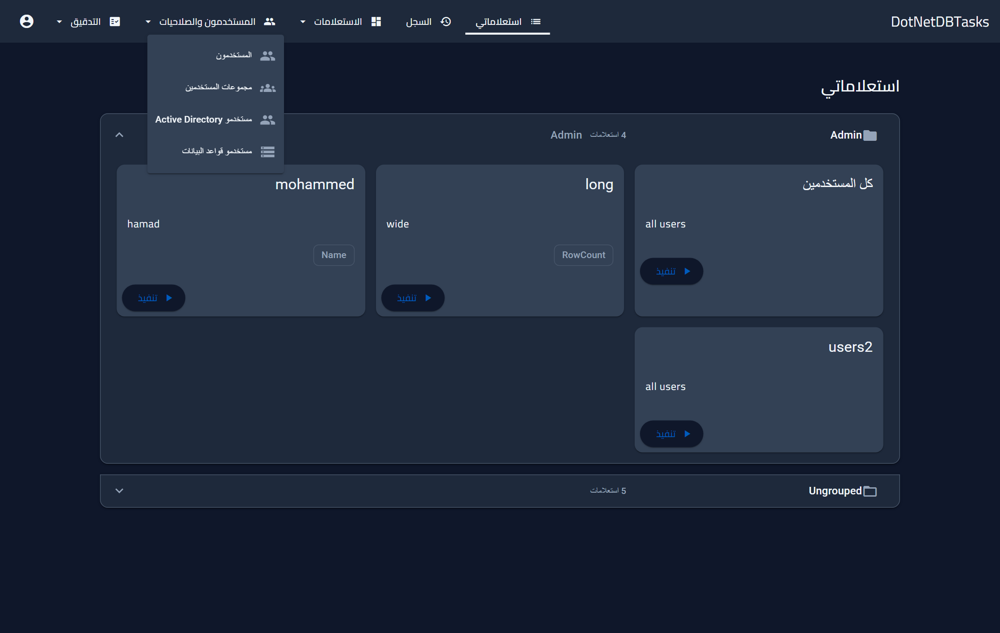 DotNetDBTasks
استعلاماتي
السجل
الاستعلامات
المستخدمون والصلاحيات
التدقيق
المستخدمون
مجموعات المستخدمين
مستخدمو Active Directory
مستخدمو قواعد البيانات
استعلاماتي
Admin
4 استعلامات
Admin
كل المستخدمين
all users
تنفيذ
long
wide
RowCount
تنفيذ
mohammed
hamad
Name
تنفيذ
users2
all users
تنفيذ
Ungrouped
5 استعلامات